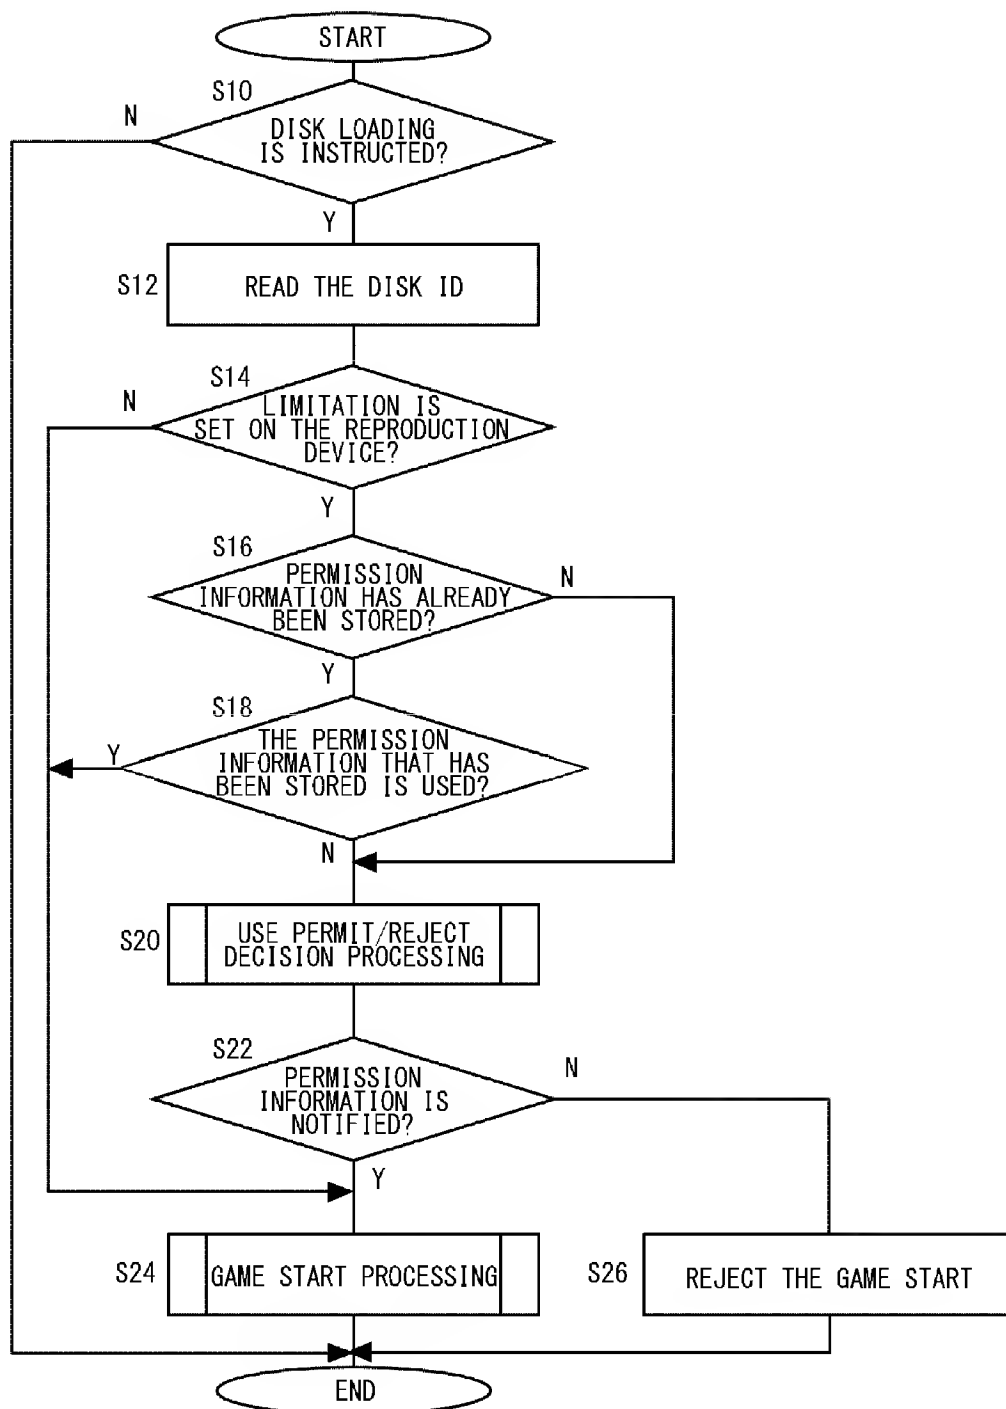 START
S10
N
DISK LOADING
IS INSTRUCTED?
Y
S12
READ THE DISK ID
S14
N
LIMITATION IS
SET ON THE REPRODUCTION
DEVICE?
Y
S16
PERMISSION
INFORMATION HAS ALREADY
BEEN STORED?
N
Y
S18
THE PERMISSION
INFORMATION THAT HAS
BEEN STORED IS USED?
Y
N
S20
USE PERMIT/REJECT
DECISION PROCESSING
S22
PERMISSION
INFORMATION IS
NOTIFIED?
N
Y
S24
GAME START PROCESSING
S26
REJECT THE GAME START
END